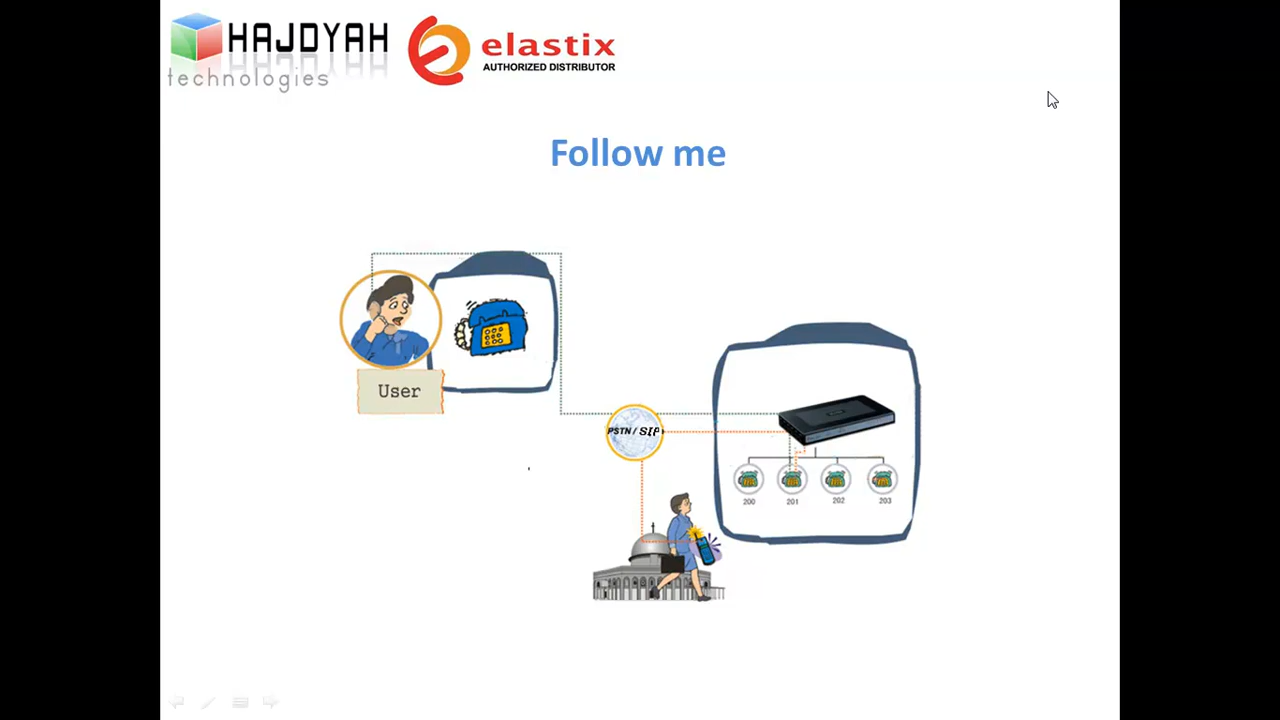 HAJDYAH
technologies
elastix
AUTHORIZED DISTRIBUTOR
Follow me
User
PSTN / SIP
200
201
202
203